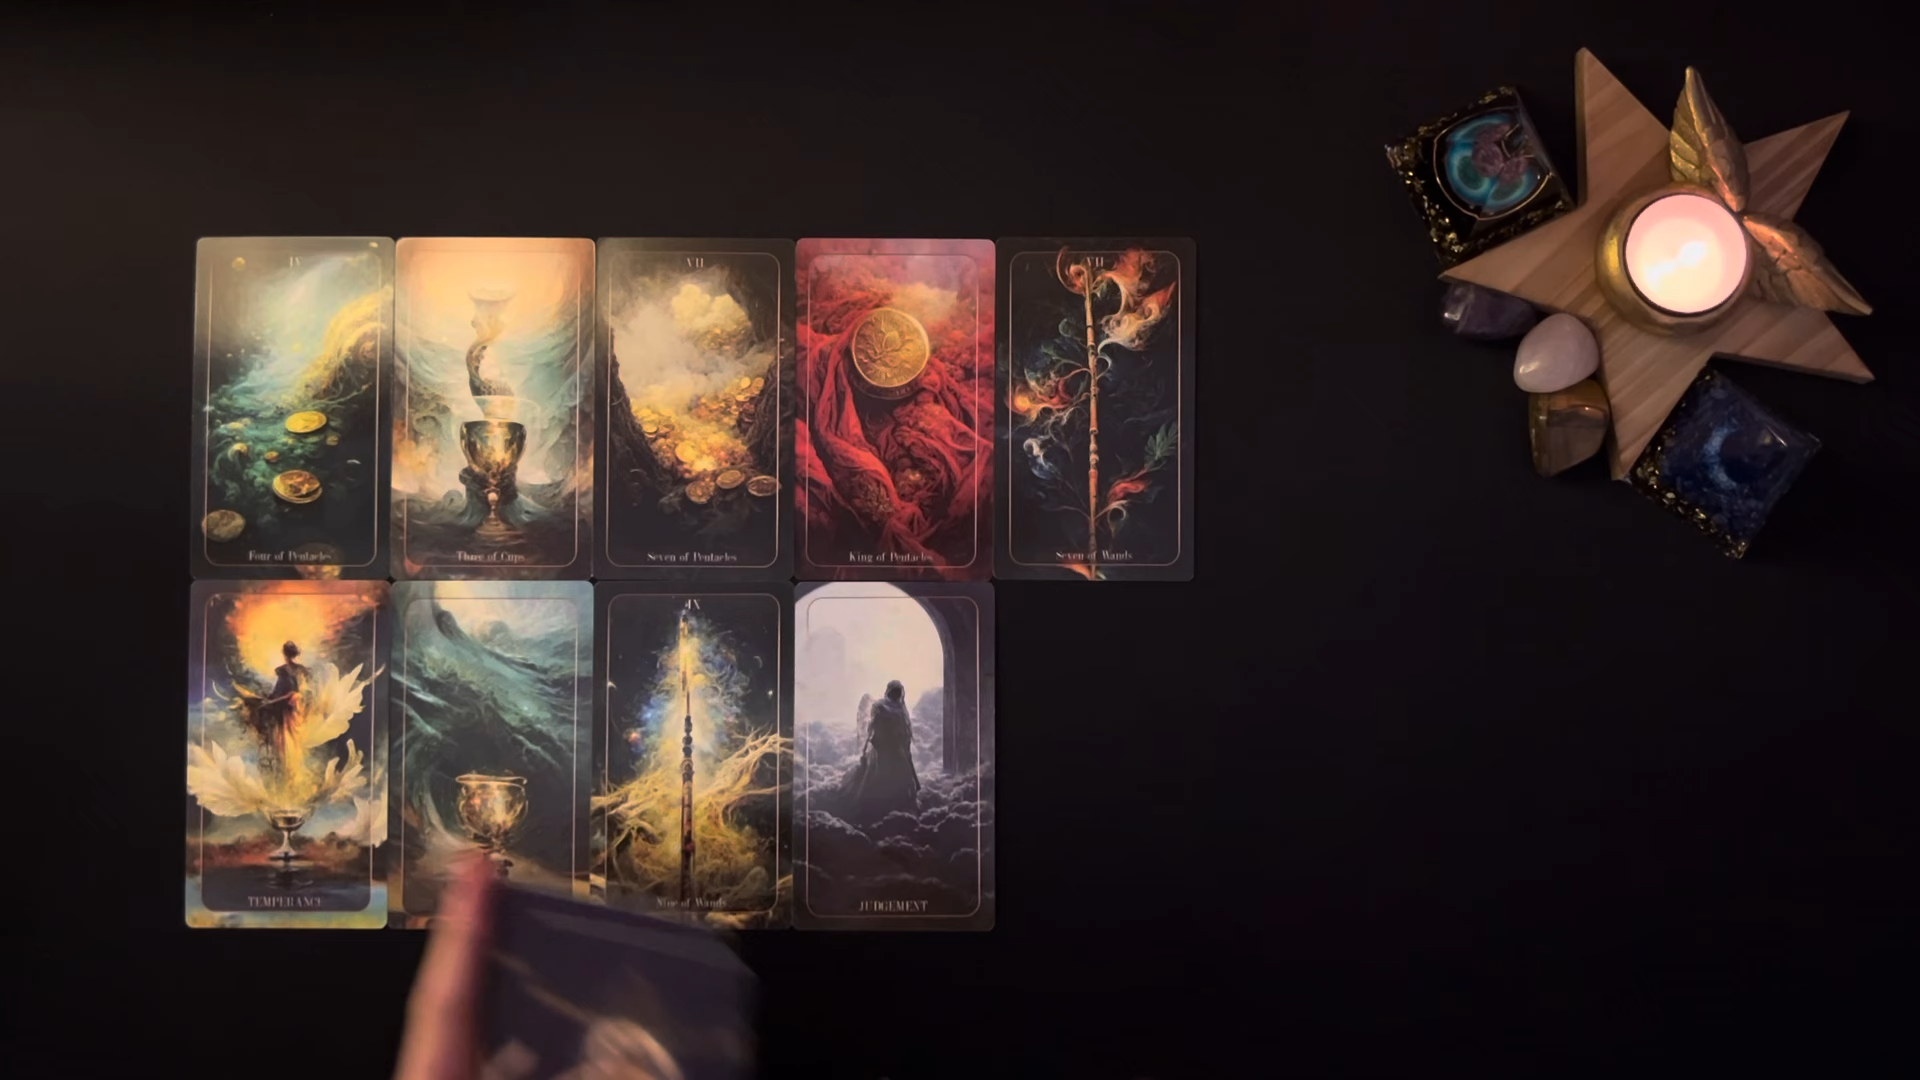 IV
Four of Pentacles
Three of Cups
VII
Seven of Pentacles
King of Pentacles
VII
Seven of Wands
TEMPERANCE
IX
Nine of Wands
JUDGEMENT